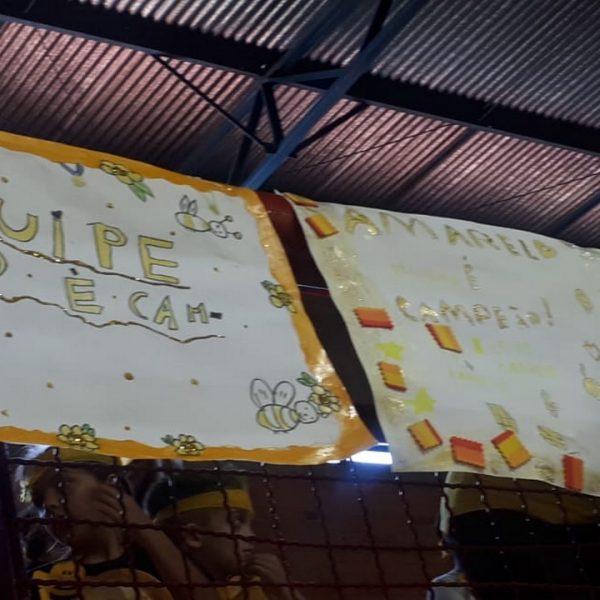 UIPE
É CAM-
AMARELO
É
CAMPEÃO!